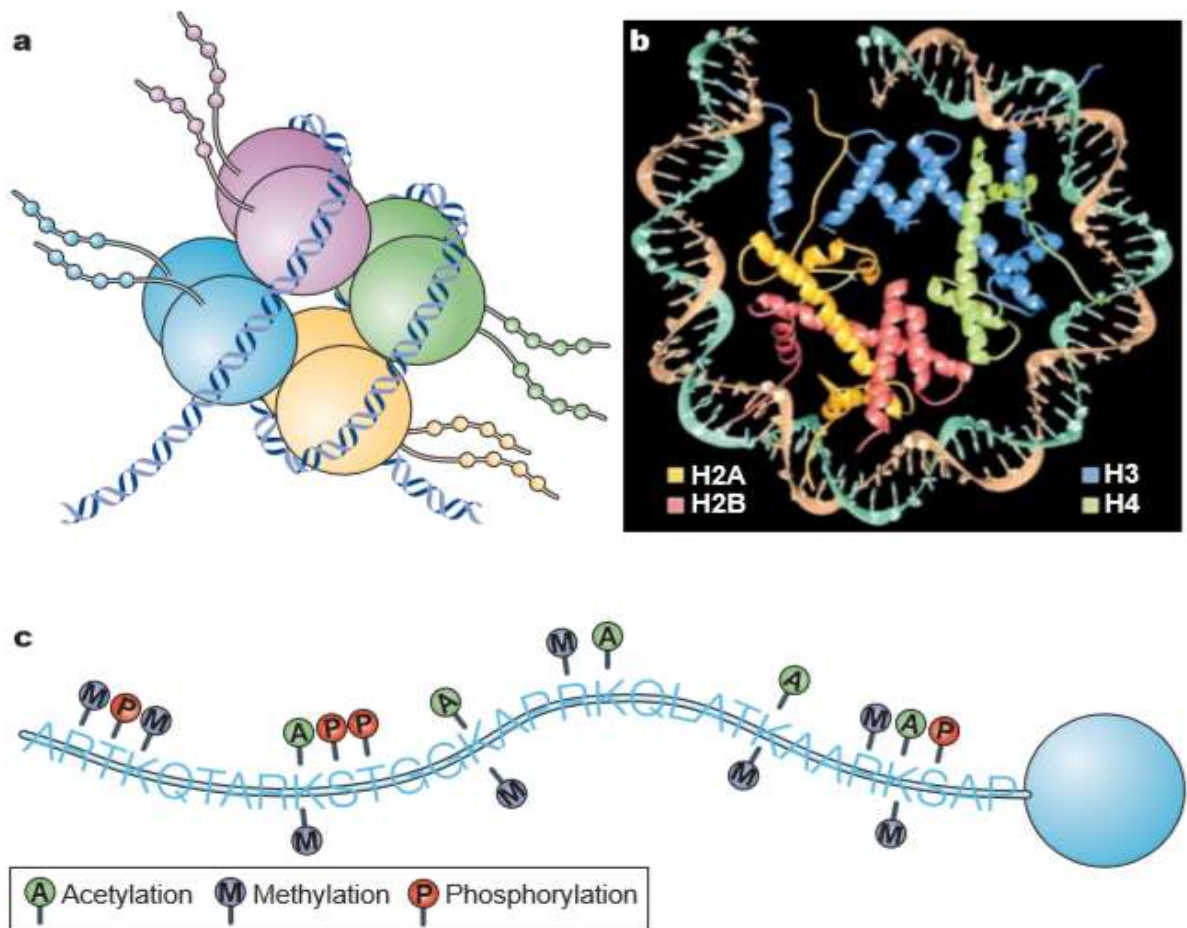 a
b
H2A
H3
H2B
H4
c
M P M A P P A M A A M A P
ARTKQTARKSTGGKAPRKQLATKAARKSAP
M M M M
A Acetylation M Methylation P Phosphorylation